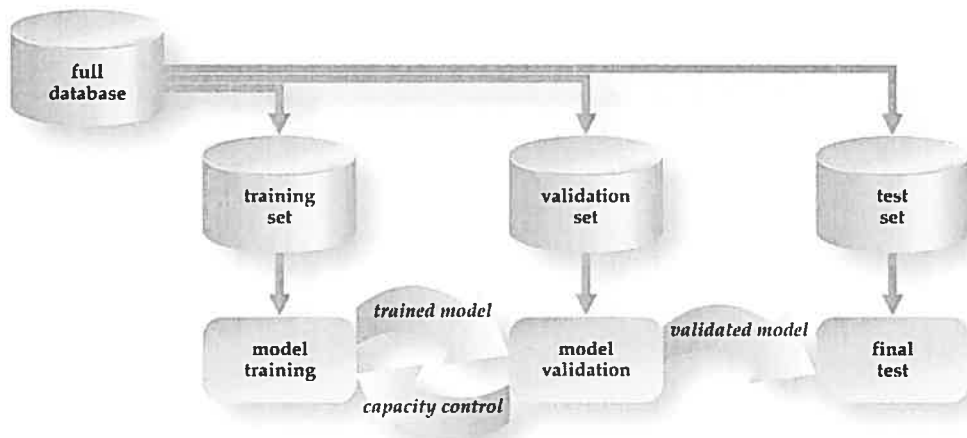 full
database
training
set
validation
set
test
set
trained model
validated model
model
training
model
validation
final
test
capacity control